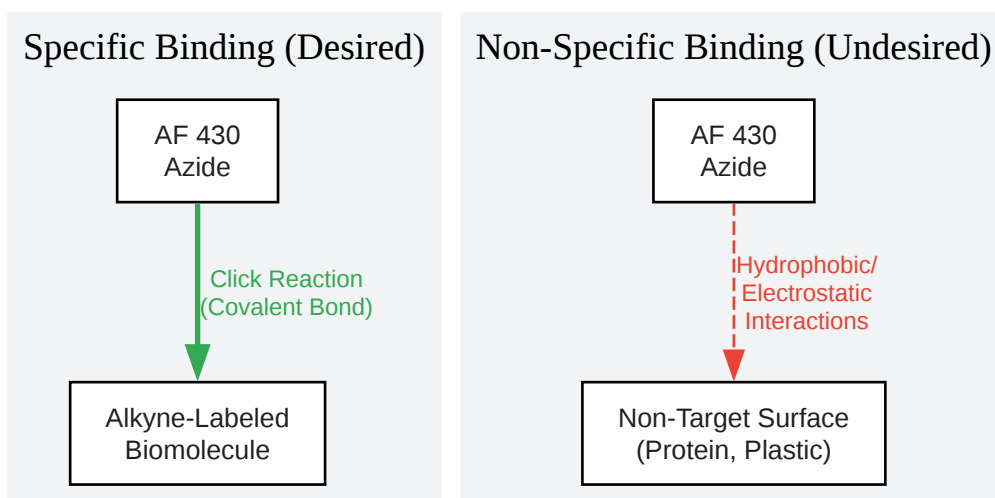 Specific Binding (Desired)
AF 430
Azide
Click Reaction
(Covalent Bond)
Alkyne-Labeled
Biomolecule
Non-Specific Binding (Undesired)
AF 430
Azide
Hydrophobic/
Electrostatic
Interactions
Non-Target Surface
(Protein, Plastic)